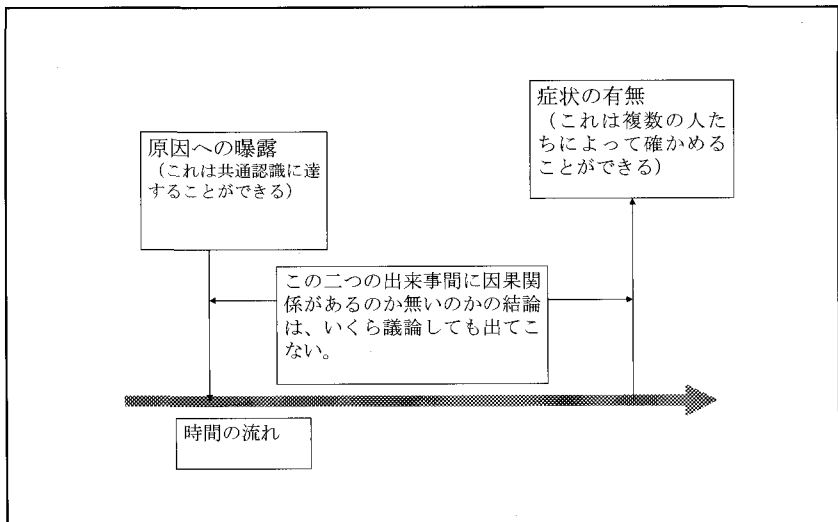 原因への曝露
（これは共通認識に達
することができる）
症状の有無
（これは複数の人た
ちによって確かめる
ことができる）
この二つの出来事間に因果関
係があるのか無いのかの結論
は、いくら議論しても出てこ
ない。
時間の流れ